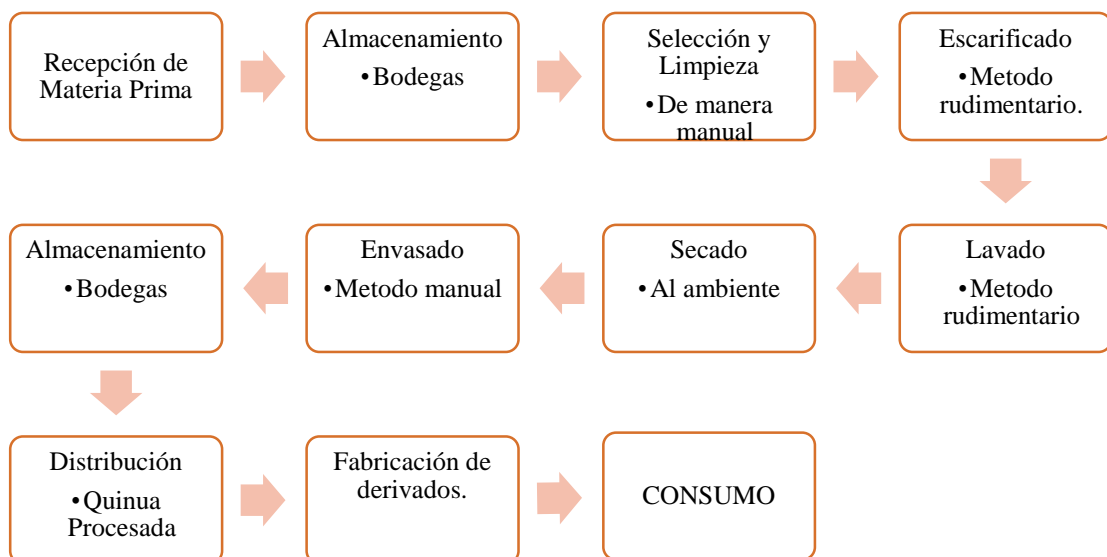 Recepción de
Materia Prima
Almacenamiento
•Bodegas
Selección y
Limpieza
•De manera
manual
Escarificado
•Metodo
rudimentario.
Lavado
•Metodo
rudimentario
Secado
•Al ambiente
Envasado
•Metodo manual
Almacenamiento
•Bodegas
Distribución
•Quinua
Procesada
Fabricación de
derivados.
CONSUMO